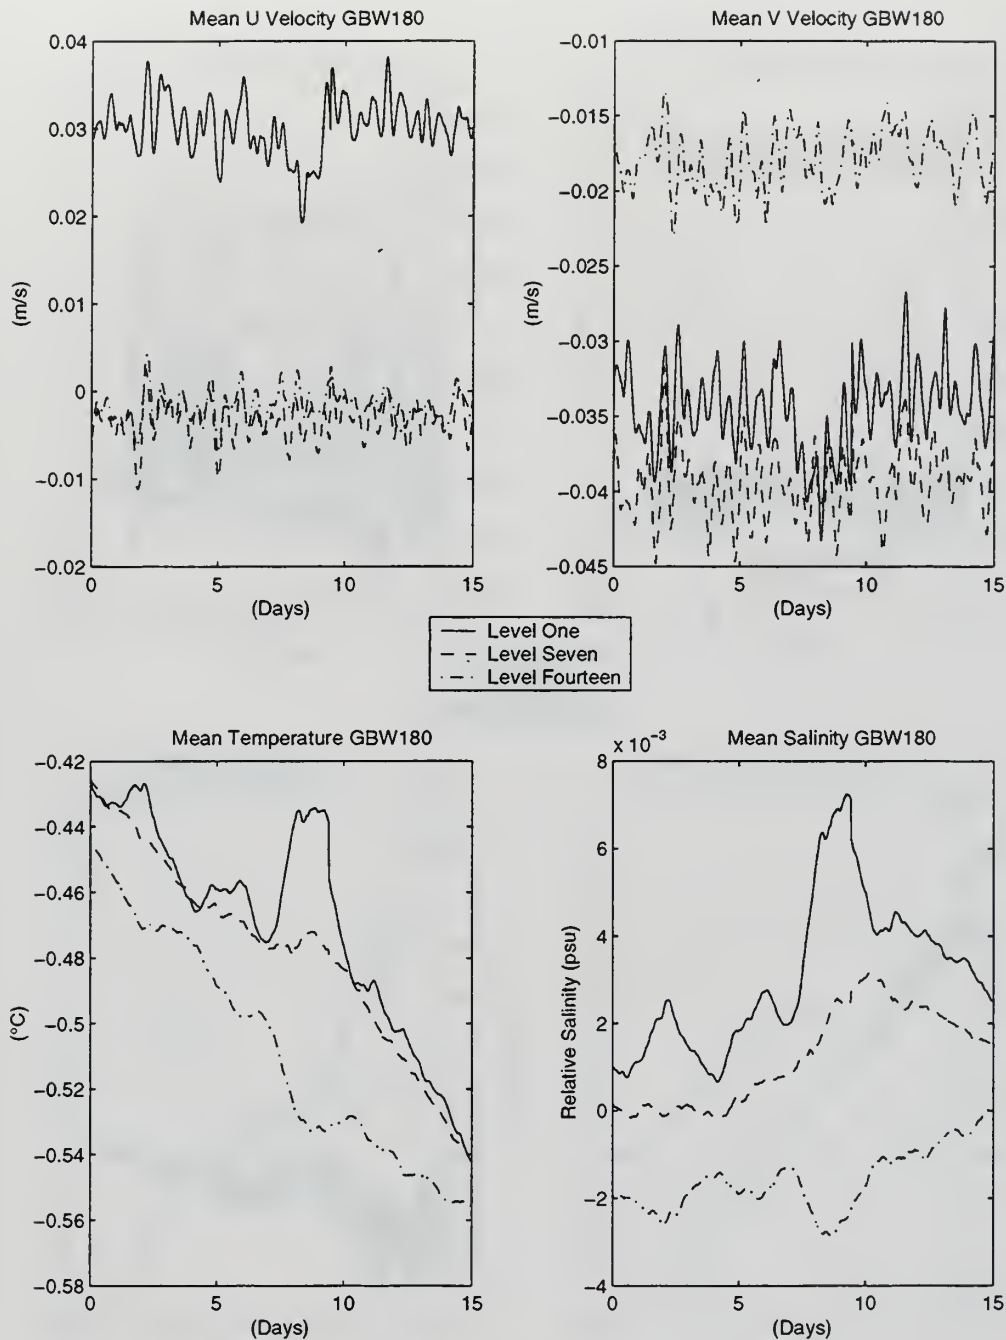 Mean U Velocity GBW180
0.04
0.03
0.02
0.01
0
−0.01
−0.02
(m/s)
0 5 10 15
(Days)
Mean V Velocity GBW180
−0.01
−0.015
−0.02
−0.025
−0.03
−0.035
−0.04
−0.045
(m/s)
0 5 10 15
(Days)
Level One
Level Seven
Level Fourteen
Mean Temperature GBW180
−0.42
−0.44
−0.46
−0.48
−0.5
−0.52
−0.54
−0.56
−0.58
(°C)
0 5 10 15
(Days)
Mean Salinity GBW180
x 10⁻³
8
6
4
2
0
−2
−4
Relative Salinity (psu)
0 5 10 15
(Days)